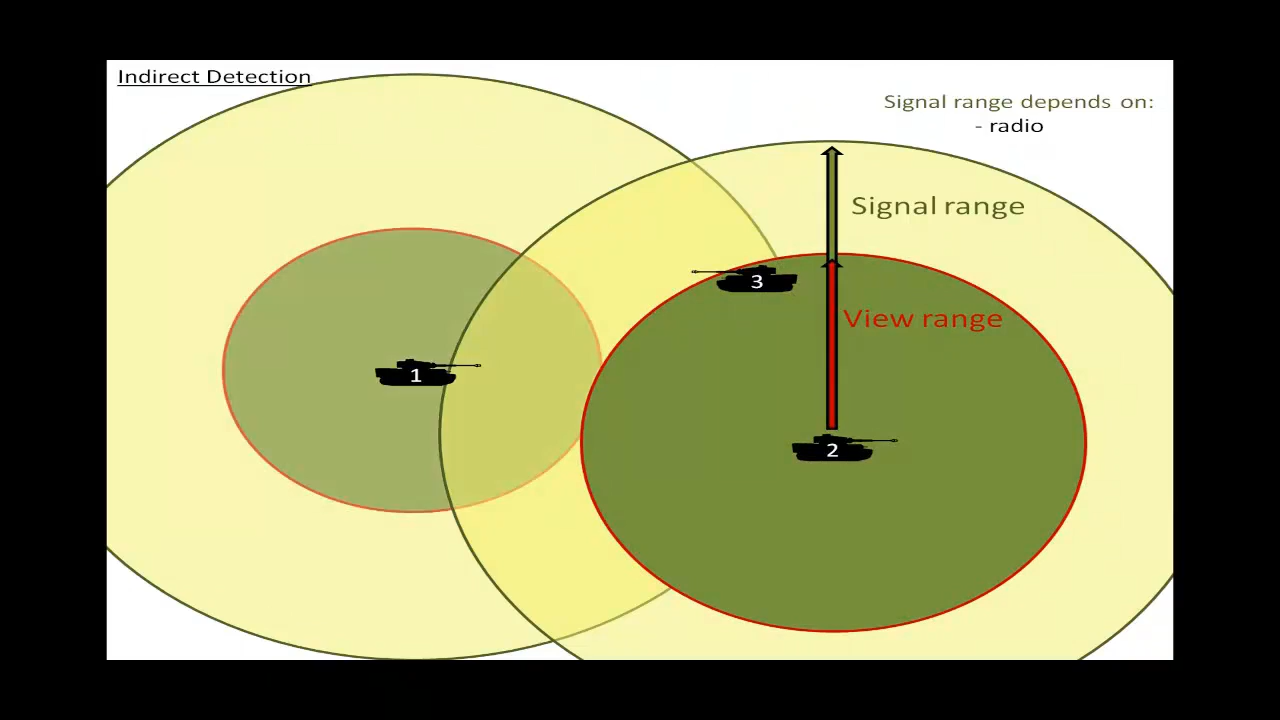 Indirect Detection
Signal range depends on:
- radio
Signal range
3
View range
1
2